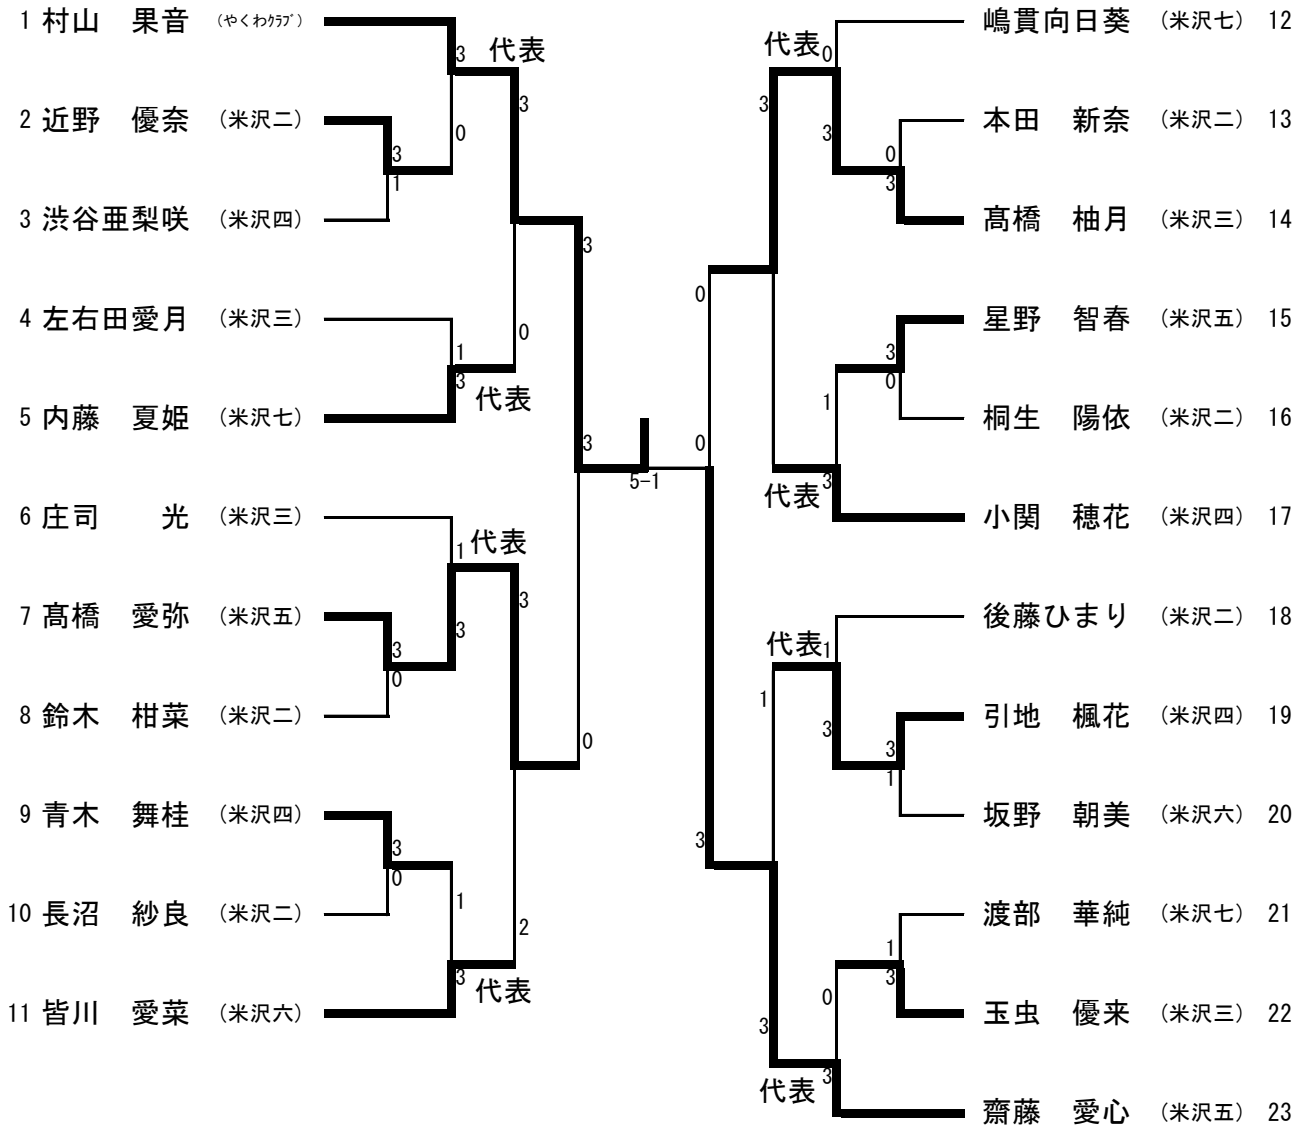 1 村山 果音 (やくわｸﾗﾌﾞ)
3 代表
3
2 近野 優奈 (米沢二)
0
3
1
3 渋谷亜梨咲 (米沢四)
3
4 左右田愛月 (米沢三)
0
1
3 代表
5 内藤 夏姫 (米沢七)
3
6 庄司 光 (米沢三)
1 代表
3
7 髙橋 愛弥 (米沢五)
3
3
0
8 鈴木 柑菜 (米沢二)
0
9 青木 舞桂 (米沢四)
3
0
1
10 長沼 紗良 (米沢二)
2
3 代表
11 皆川 愛菜 (米沢六)
5-1
嶋貫向日葵 (米沢七) 12
代表 0
3
本田 新奈 (米沢二) 13
3
0
3
髙橋 柚月 (米沢三) 14
0
星野 智春 (米沢五) 15
3
0
1
桐生 陽依 (米沢二) 16
0
代表 3
小関 穂花 (米沢四) 17
後藤ひまり (米沢二) 18
代表 1
1
引地 楓花 (米沢四) 19
3
3
1
坂野 朝美 (米沢六) 20
3
渡部 華純 (米沢七) 21
1
3
0
玉虫 優来 (米沢三) 22
3
代表 3
齋藤 愛心 (米沢五) 23